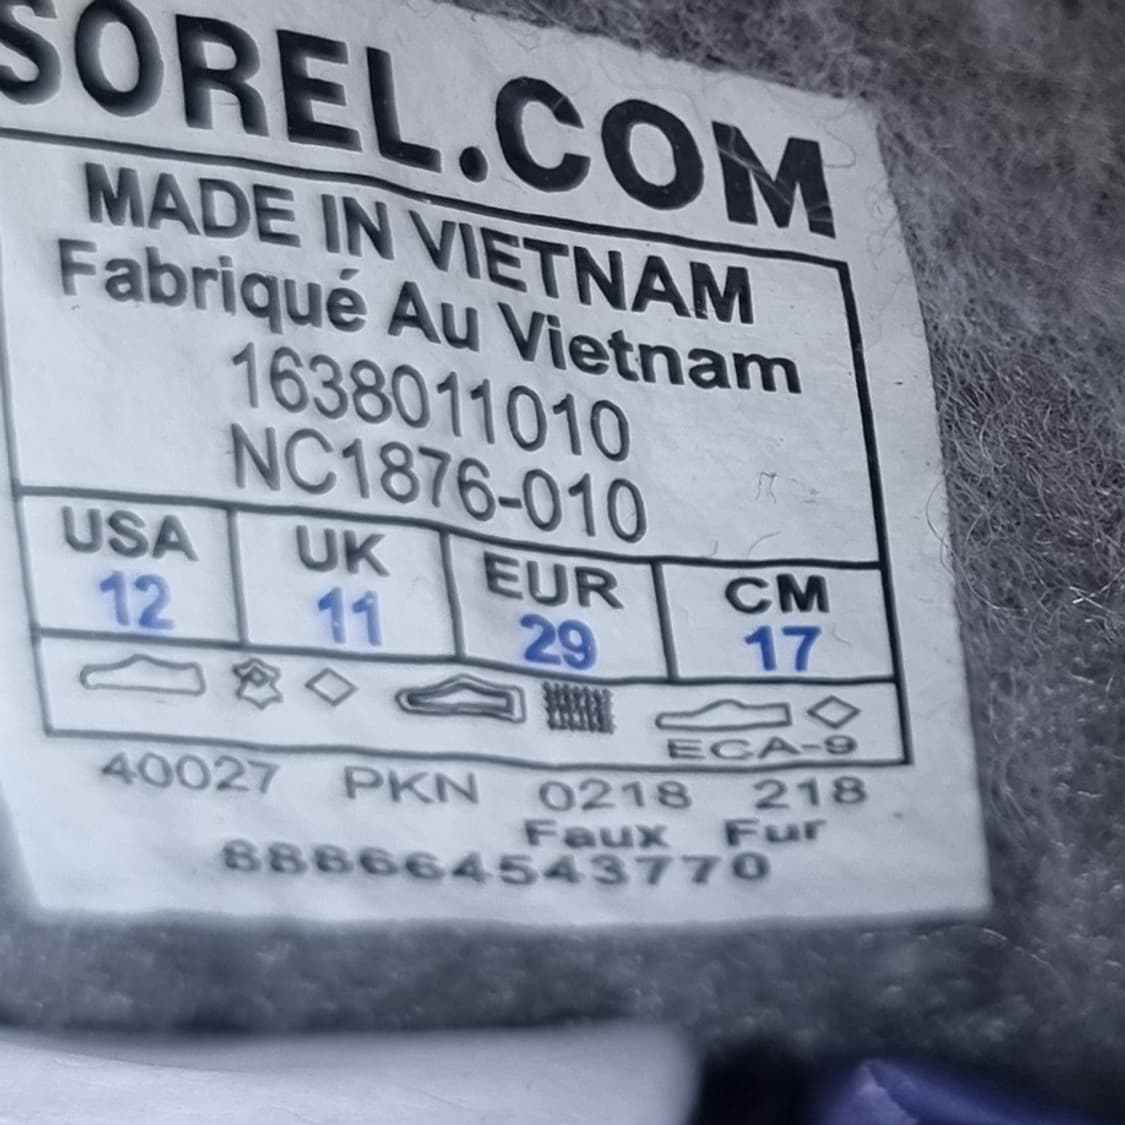 SOREL.COM
MADE IN VIETNAM
Fabriqué Au Vietnam
1638011010
NC1876-010
USA UK EUR CM
12 11 29 17
ECA-9
40027 PKN 0218 218
Faux Fur
888664543770